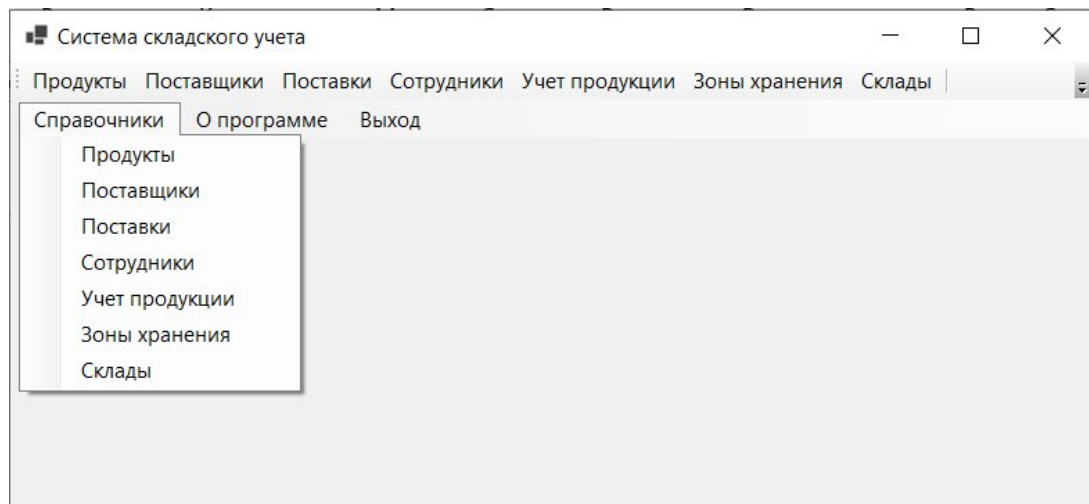 Система складского учета
Продукты Поставщики Поставки Сотрудники Учет продукции Зоны хранения Склады
Справочники О программе Выход
Продукты
Поставщики
Поставки
Сотрудники
Учет продукции
Зоны хранения
Склады